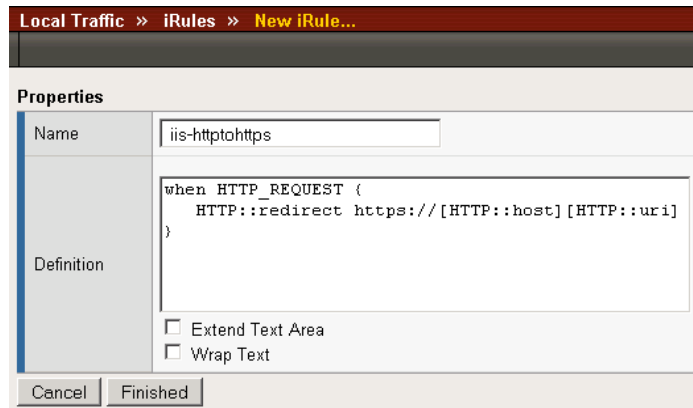 Local Traffic » iRules » New iRule...
Properties
Name
iis-httptohttps
when HTTP_REQUEST {
HTTP::redirect https://[HTTP::host][HTTP::uri]
}
Definition
Extend Text Area
Wrap Text
Cancel Finished